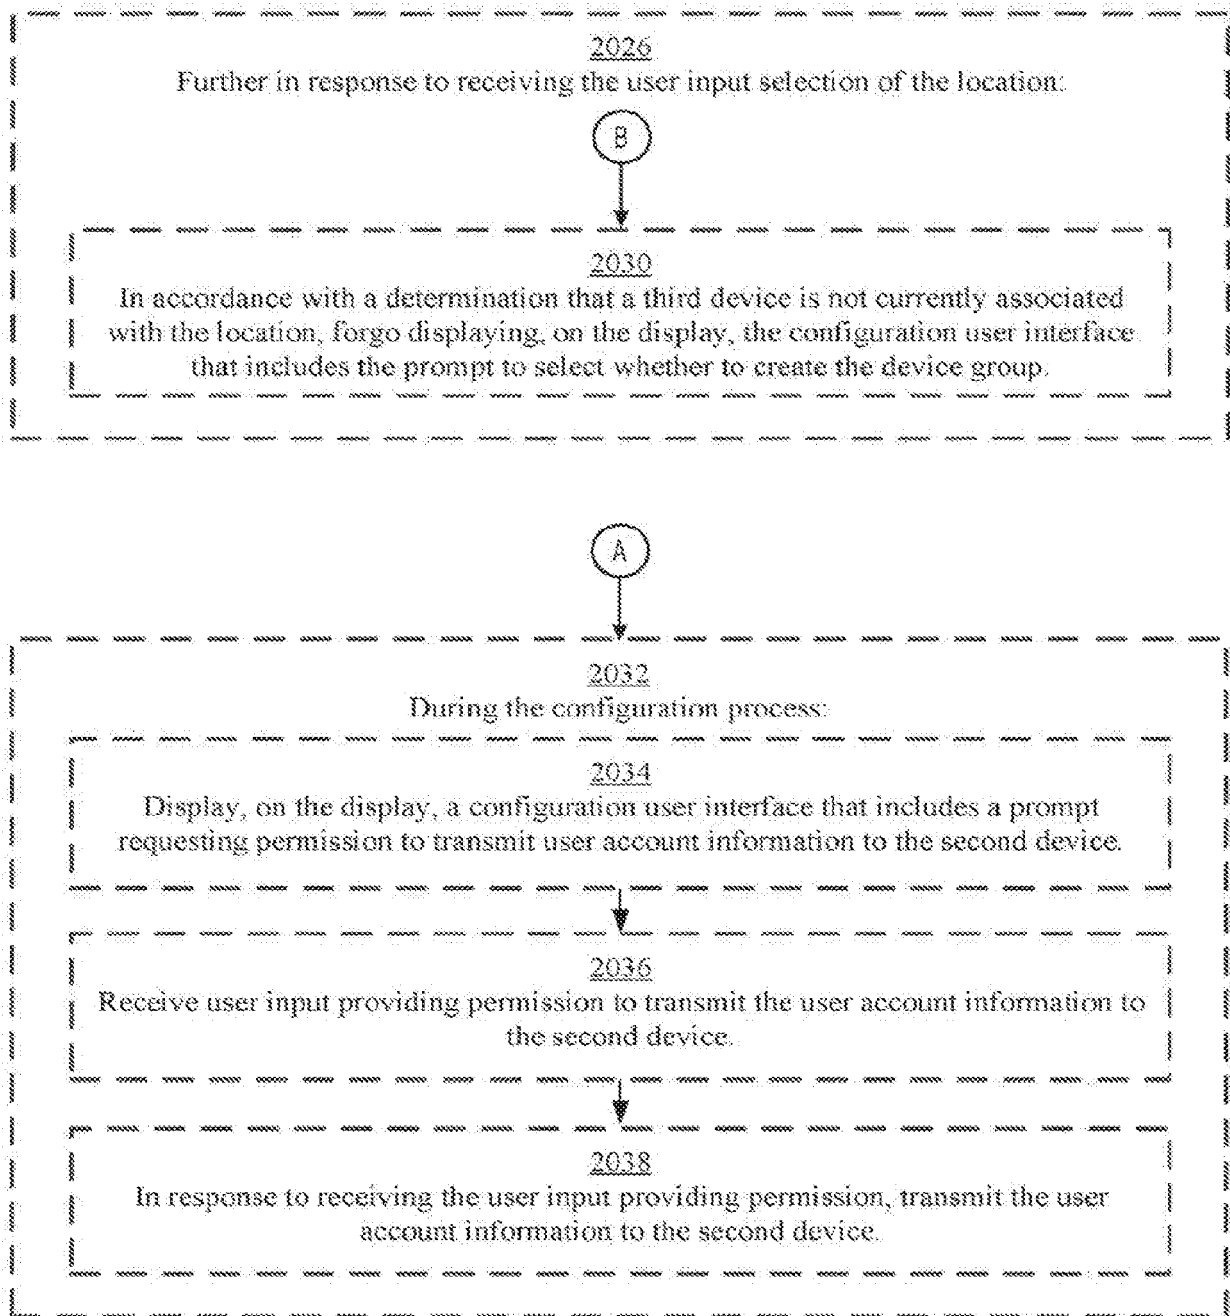 2026
Further in response to receiving the user input selection of the location:
B
2030
In accordance with a determination that a third device is not currently associated
with the location, forgo displaying, on the display, the configuration user interface
that includes the prompt to select whether to create the device group.
A
2032
During the configuration process:
2034
Display, on the display, a configuration user interface that includes a prompt
requesting permission to transmit user account information to the second device.
2036
Receive user input providing permission to transmit the user account information to
the second device.
2038
In response to receiving the user input providing permission, transmit the user
account information to the second device.